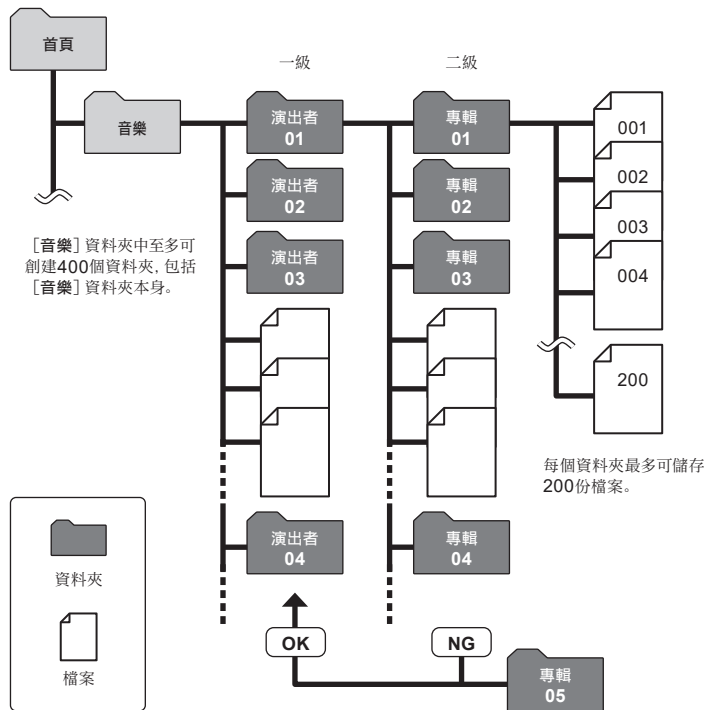 首頁
一級
二級
音樂
演出者
01
專輯
01
001
演出者
02
專輯
02
002
演出者
03
專輯
03
003
004
[音樂]資料夾中至多可
創建400個資料夾, 包括
[音樂]資料夾本身。
200
每個資料夾最多可儲存
200份檔案。
演出者
04
專輯
04
資料夾
檔案
OK
NG
專輯
05